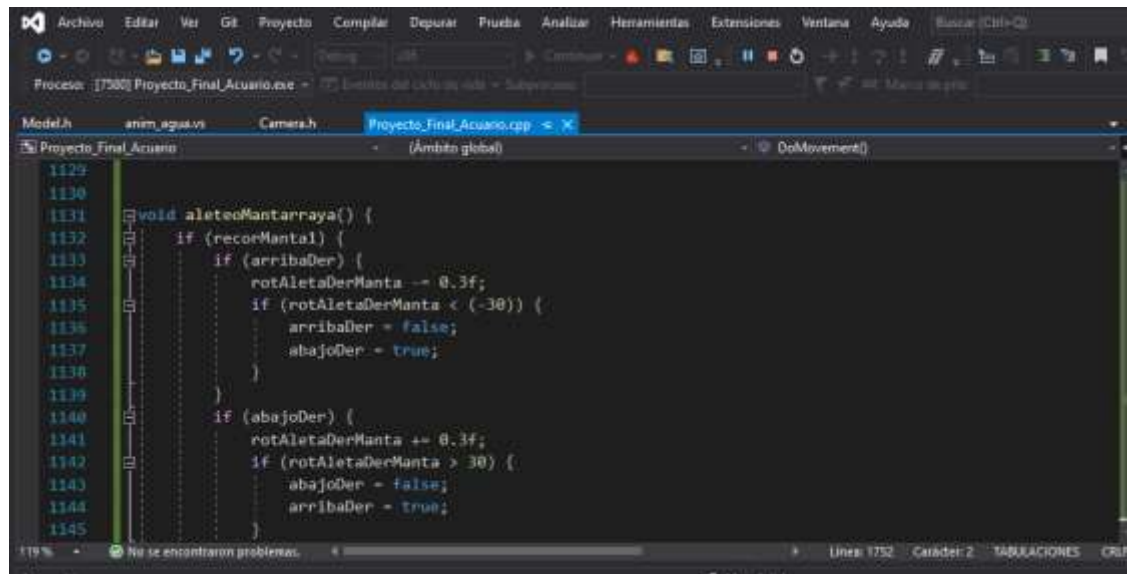 Archivo Editar Ver Git Proyecto Compilar Depurar Prueba Analizar Herramientas Extensiones Ventana Ayuda Buscar (Ctrl+Q)
Proceso: [7580] Proyecto_Final_Acuario.exe
Model.h anim_agua.vs Camera.h Proyecto_Final_Acuario.cpp
Proyecto_Final_Acuario (Ámbito global) DoMovement()
1129
1130
1131 void aleteoMantarraya() {
1132 if (recorManta1) {
1133 if (arribaDer) {
1134 rotAletaDerManta -= 0.3f;
1135 if (rotAletaDerManta < (-30)) {
1136 arribaDer = false;
1137 abajoDer = true;
1138 }
1139 }
1140 if (abajoDer) {
1141 rotAletaDerManta += 0.3f;
1142 if (rotAletaDerManta > 30) {
1143 abajoDer = false;
1144 arribaDer = true;
1145 }
119 % No se encontraron problemas. Línea: 1752 Carácter: 2 TABULACIONES